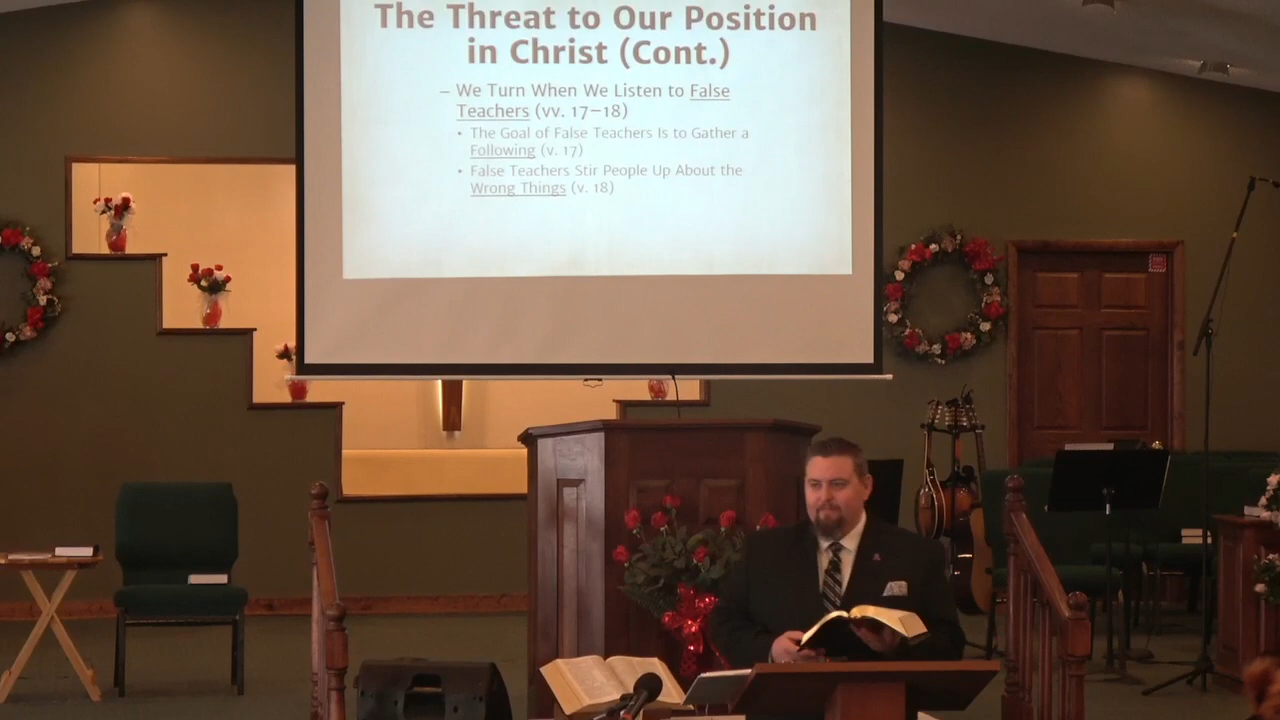 The Threat to Our Position
in Christ (Cont.)
– We Turn When We Listen to False
Teachers (vv. 17–18)
• The Goal of False Teachers Is to Gather a
Following (v. 17)
• False Teachers Stir People Up About the
Wrong Things (v. 18)